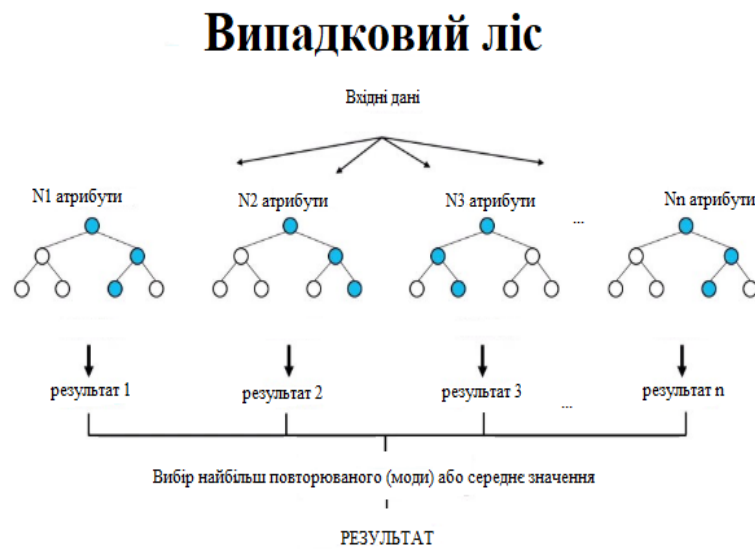 Випадковий ліс
Вхідні дані
N1 атрибути N2 атрибути N3 атрибути ... Nn атрибути
результат 1 результат 2 результат 3 ... результат n
Вибір найбільш повторюваного (моди) або середнє значення
РЕЗУЛЬТАТ